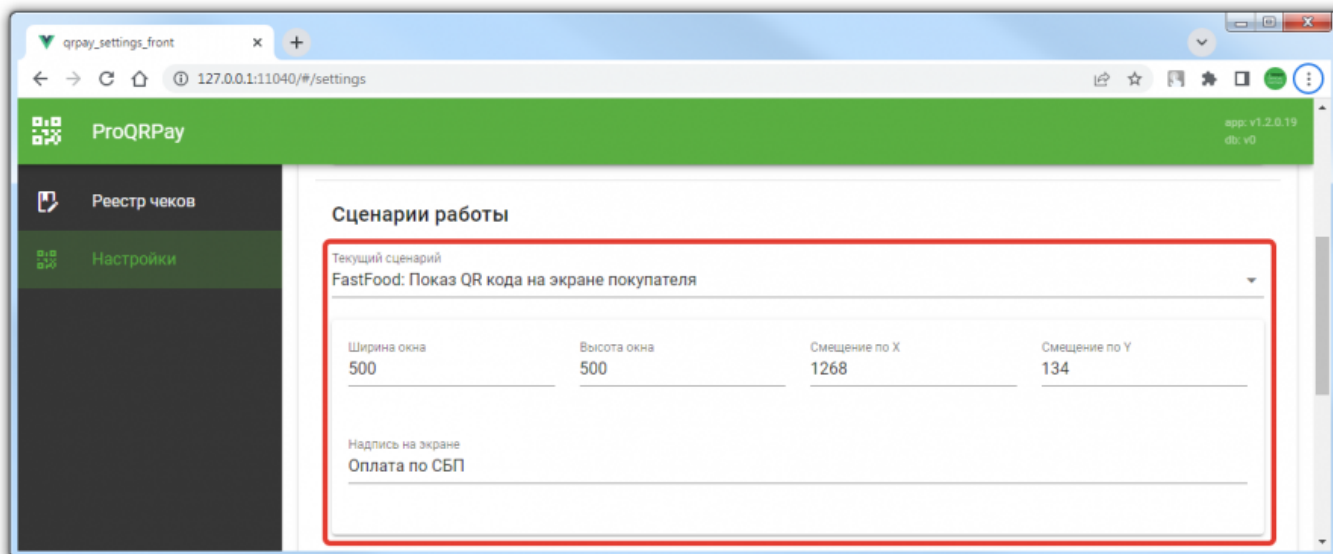 qrpay_settings_front
127.0.0.1:11040/#/settings
ProQRPay
app: v1.2.0.19
db: v0
Реестр чеков
Настройки
Сценарии работы
Текущий сценарий
FastFood: Показ QR кода на экране покупателя
Ширина окна Высота окна Смещение по X Смещение по Y
500 500 1268 134
Надпись на экране
Оплата по СБП